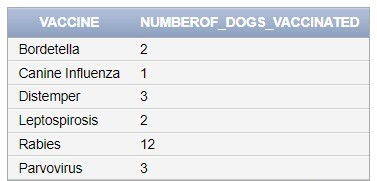 VACCINE NUMBEROF_DOGS_VACCINATED
Bordetella 2
Canine Influenza 1
Distemper 3
Leptospirosis 2
Rabies 12
Parvovirus 3